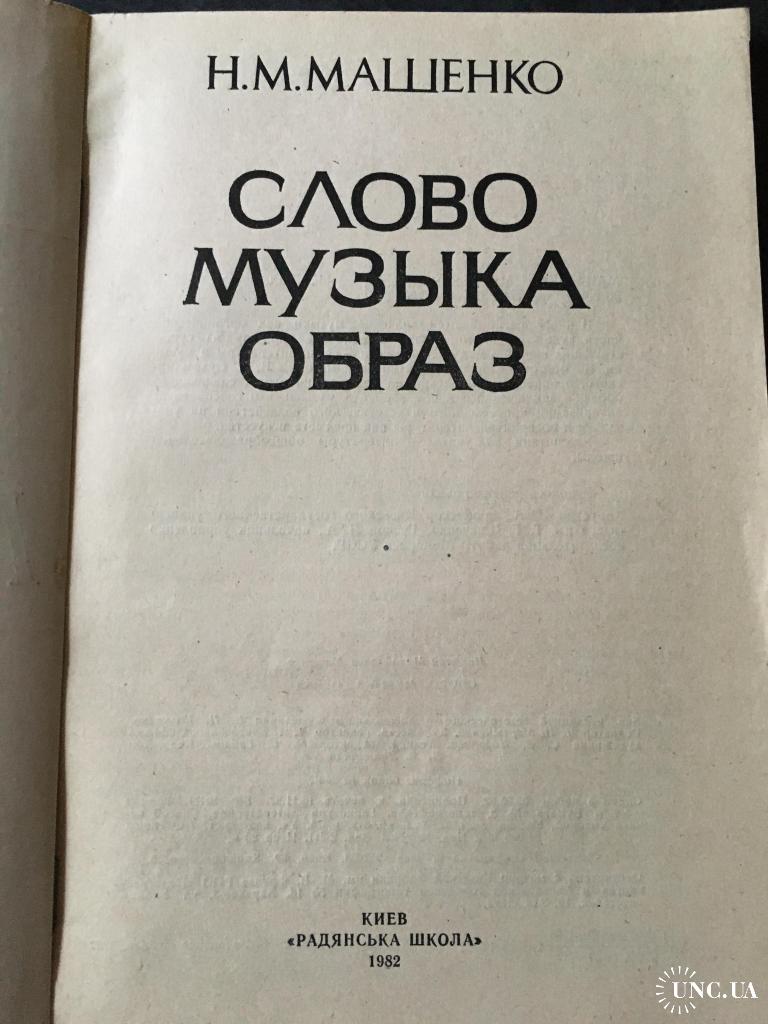 Н.М.МАЩЕНКО
СЛОВО
МУЗЫКА
ОБРАЗ
КИЕВ
«РАДЯНСЬКА ШКОЛА»
1982
UNC.UA